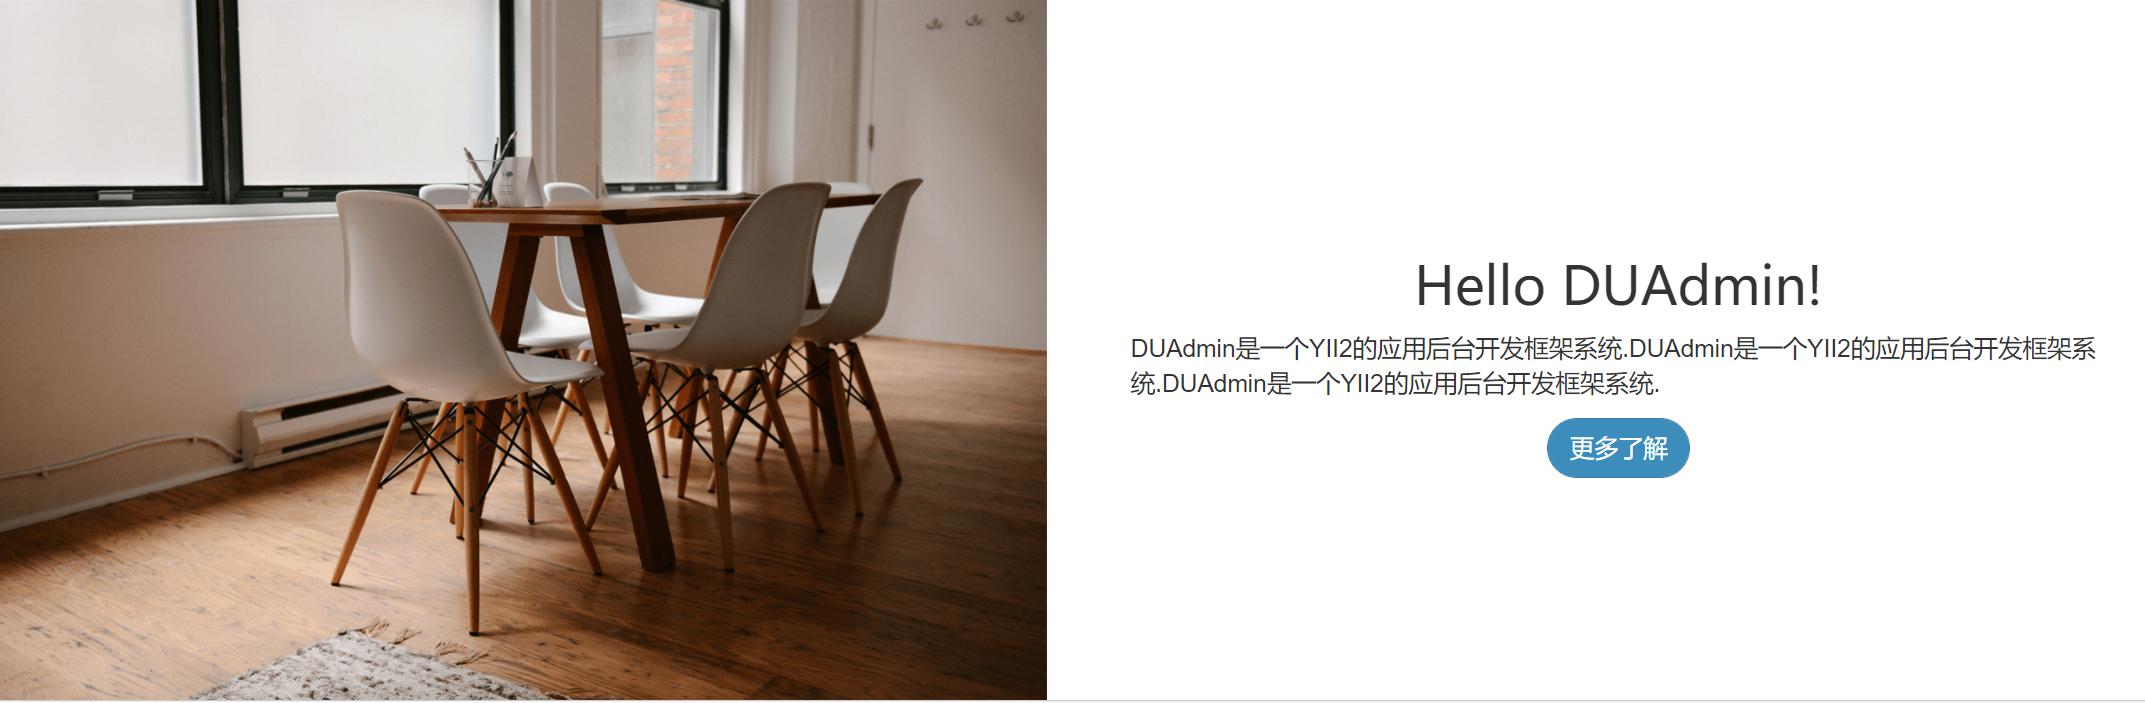 Hello DUAdmin!
DUAdmin是一个YII2的应用后台开发框架系统.DUAdmin是一个YII2的应用后台开发框架系
统.DUAdmin是一个YII2的应用后台开发框架系统.
更多了解